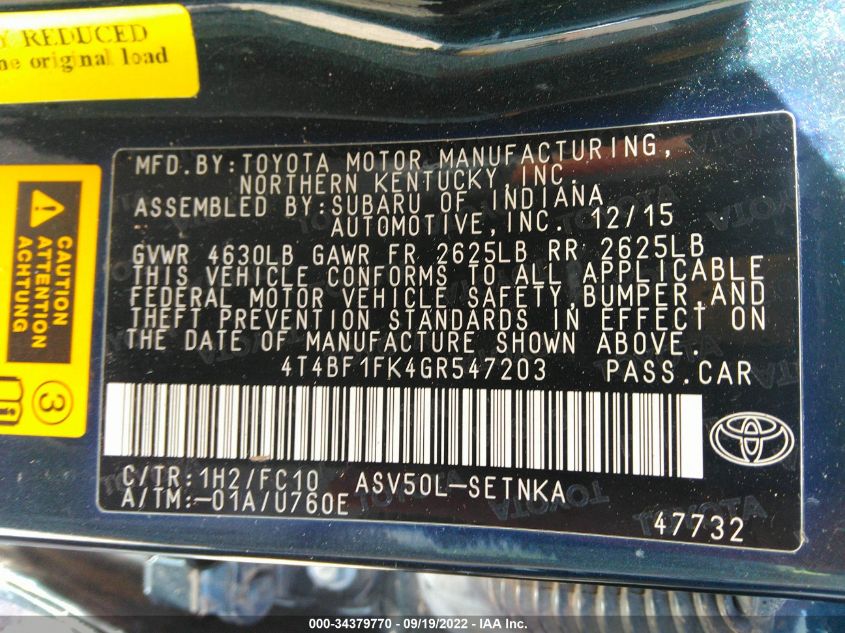 Y REDUCED
ne original load
CAUTION
ATTENTION
ACHTUNG
3
MFD.BY:TOYOTA MOTOR MANUFACTURING,
NORTHERN KENTUCKY,INC.
ASSEMBLED BY:SUBARU OF INDIANA
AUTOMOTIVE,INC. 12/15
GVWR 4630LB GAWR FR 2625LB RR 2625LB
THIS VEHICLE CONFORMS TO ALL APPLICABLE
FEDERAL MOTOR VEHICLE SAFETY,BUMPER,AND
THEFT PREVENTION STANDARDS IN EFFECT ON
THE DATE OF MANUFACTURE SHOWN ABOVE.
4T4BF1FK4GR547203 PASS.CAR
C/TR:1H2/FC10 ASV50L-SETNKA
A/TM:-01A/U760E
47732
000-34379770 - 09/19/2022 - IAA Inc.